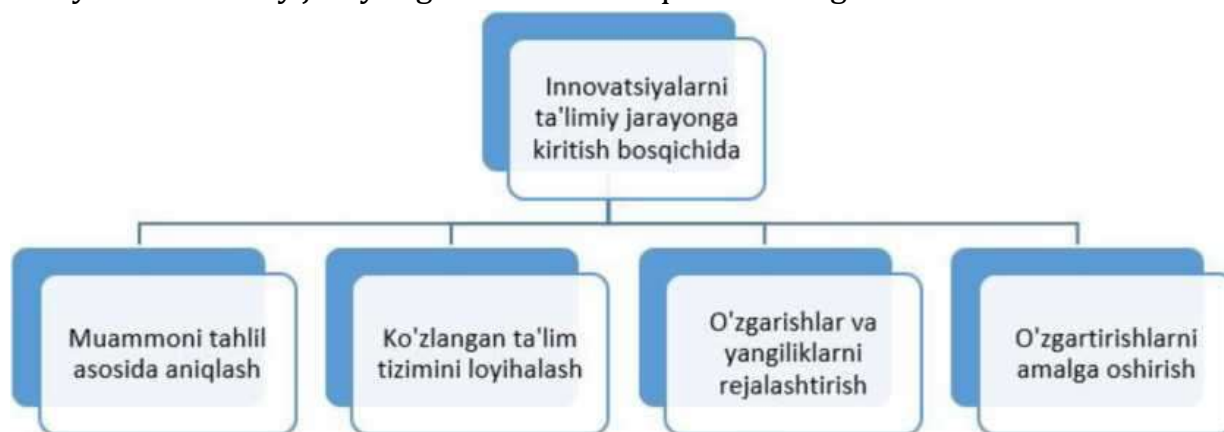 Innovatsiyalarni
ta'limiy jarayonga
kiritish bosqichida
Muammoni tahlil
asosida aniqlash
Ko'zlangan ta'lim
tizimini loyihalash
O'zgarishlar va
yangiliklarni
rejalashtirish
O'zgartirishlarni
amalga oshirish